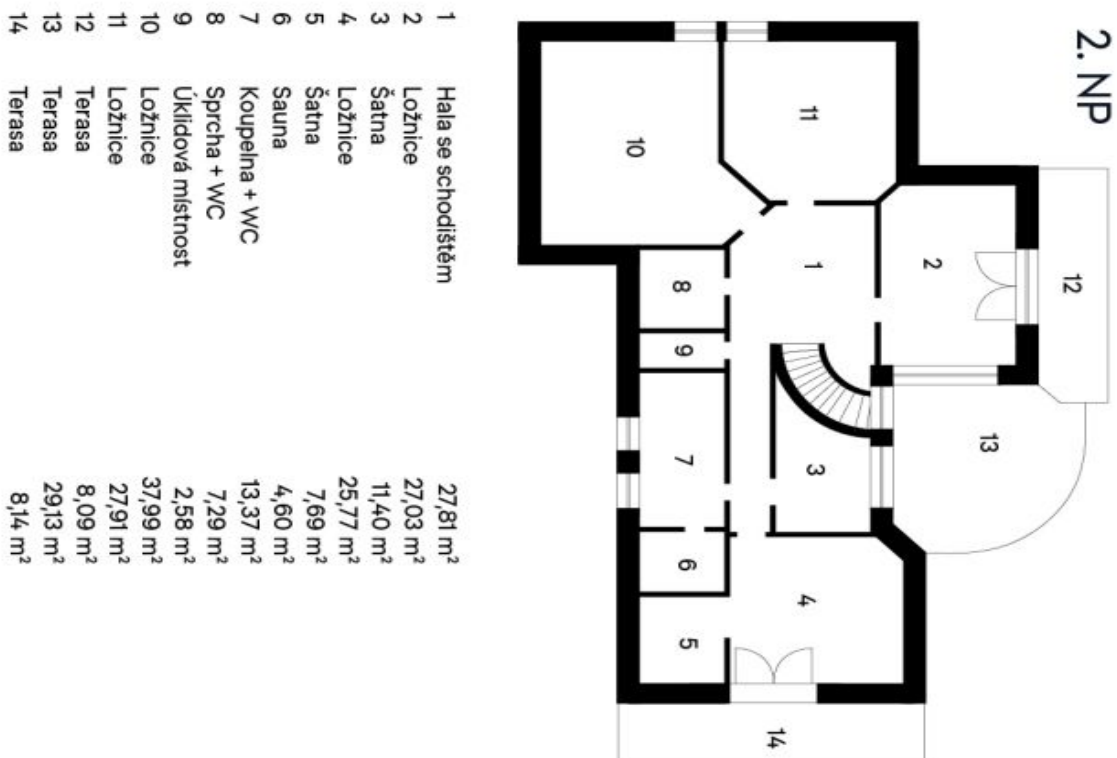 2. NP
11
10
2
12
1
8
9
13
7
3
6
4
5
14
1 Hala se schodištěm 27,81 m²
2 Ložnice 27,03 m²
3 Šatna 11,40 m²
4 Ložnice 25,77 m²
5 Šatna 7,69 m²
6 Sauna 4,60 m²
7 Koupelna + WC 13,37 m²
8 Sprcha + WC 7,29 m²
9 Úklidová místnost 2,58 m²
10 Ložnice 37,99 m²
11 Ložnice 27,91 m²
12 Terasa 8,09 m²
13 Terasa 29,13 m²
14 Terasa 8,14 m²